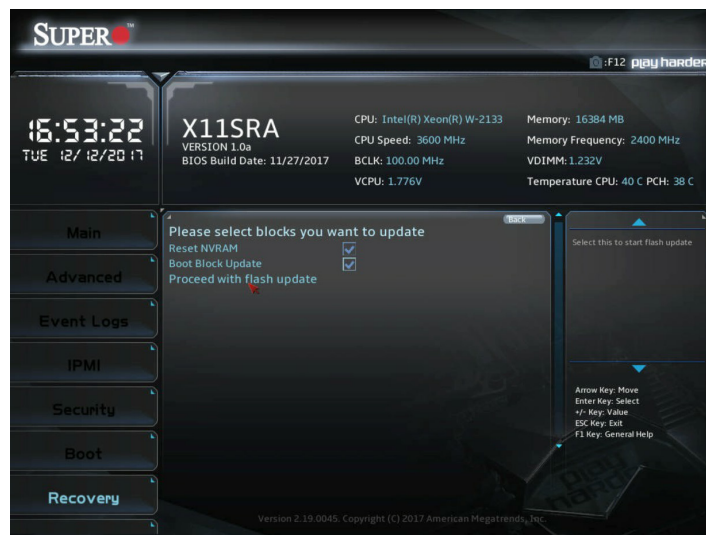 SUPER™
:F12 play harder
16:53:22
TUE 12/12/2017
X11SRA
VERSION 1.0a
BIOS Build Date: 11/27/2017
CPU: Intel(R) Xeon(R) W-2133
CPU Speed: 3600 MHz
BCLK: 100.00 MHz
VCPU: 1.776V
Memory: 16384 MB
Memory Frequency: 2400 MHz
VDIMM: 1.232V
Temperature CPU: 40 C PCH: 38 C
Main
Advanced
Event Logs
IPMI
Security
Boot
Recovery
Back
Please select blocks you want to update
Reset NVRAM
Boot Block Update
Proceed with flash update
Select this to start flash update
Arrow Key: Move
Enter Key: Select
+/- Key: Value
ESC Key: Exit
F1 Key: General Help
play
hard
Version 2.19.0045. Copyright (C) 2017 American Megatrends, Inc.